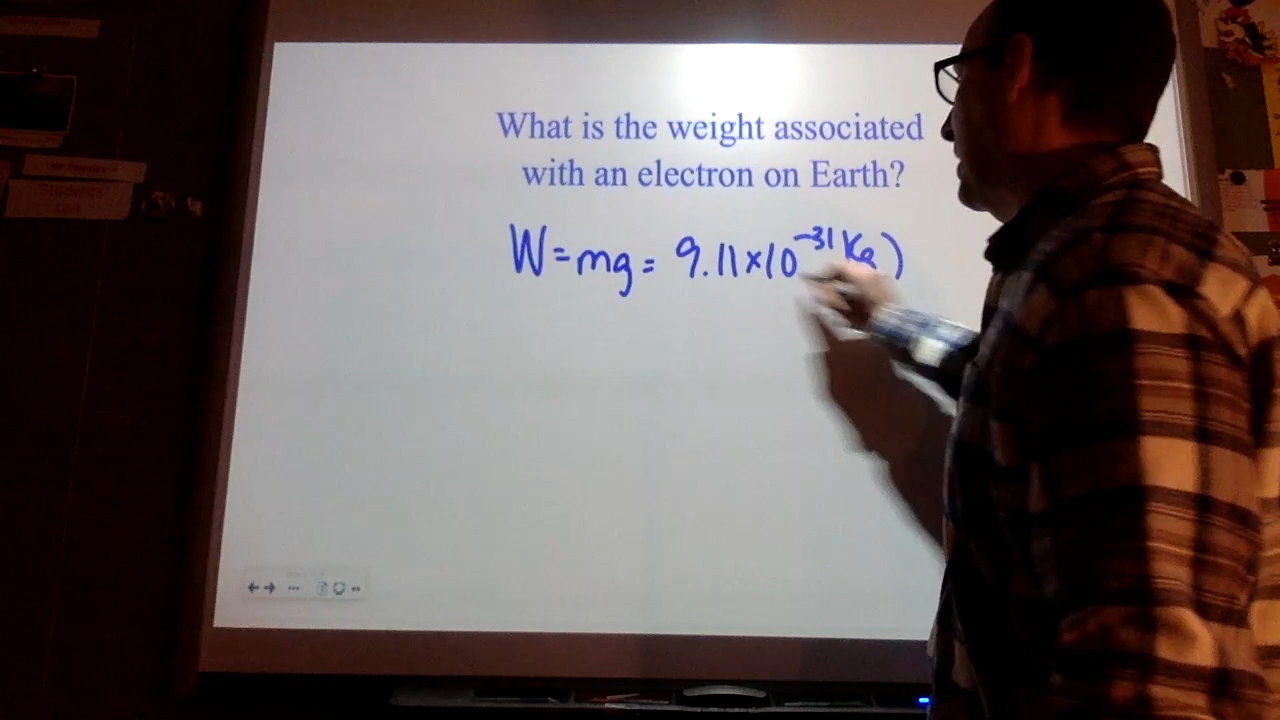 What is the weight associated
with an electron on Earth?
W=mg= 9.11×10⁻³¹ Kg)